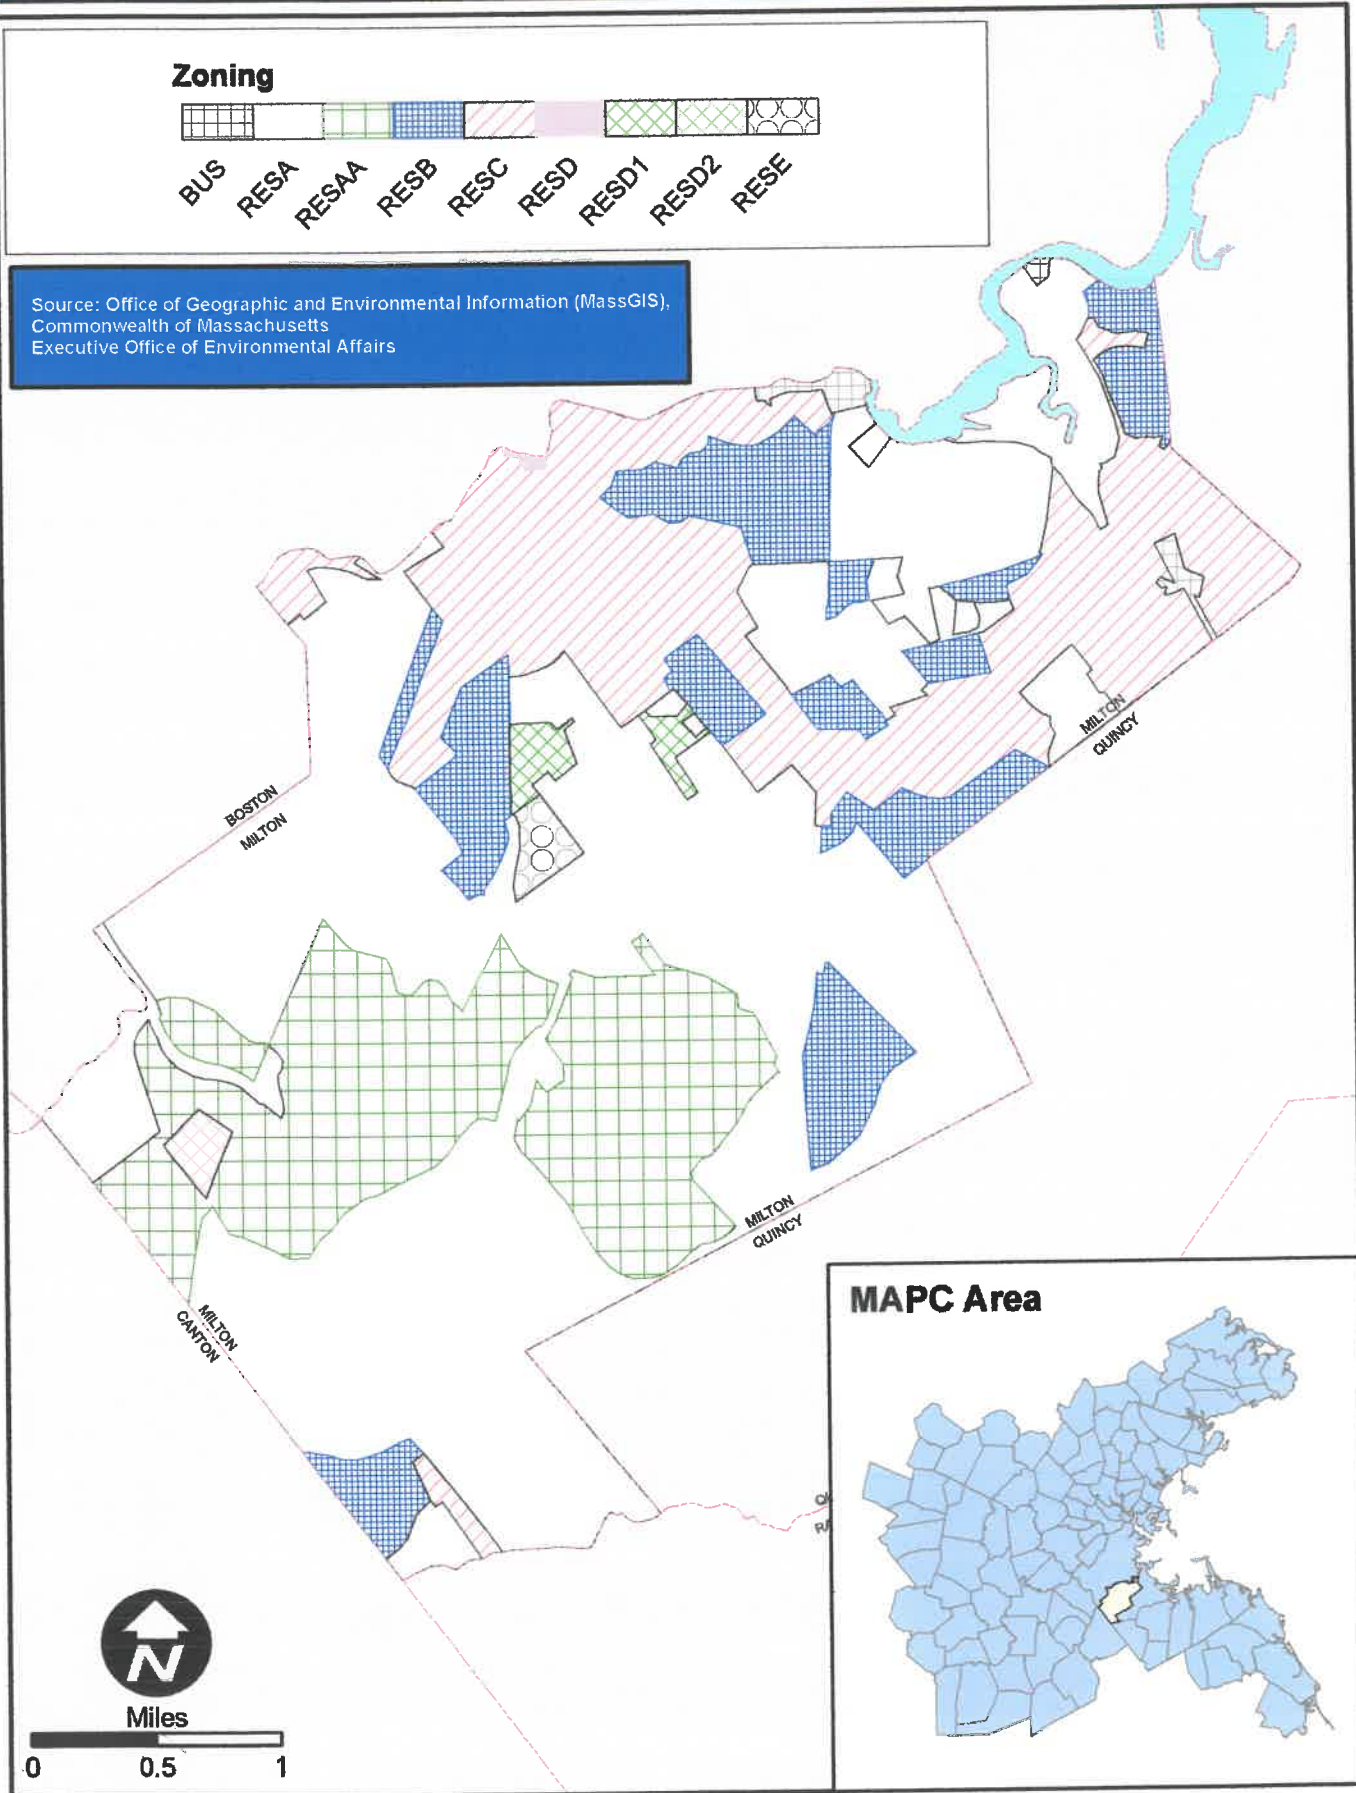 Zoning
BUS
RESA
RESAA
RESB
RESC
RESD
RESD1
RESD2
RESE
Source: Office of Geographic and Environmental Information (MassGIS),
Commonwealth of Massachusetts
Executive Office of Environmental Affairs
MILTON
QUINCY
BOSTON
MILTON
MILTON
QUINCY
MILTON
CANTON
MAPC Area
N
Miles
0 0.5 1